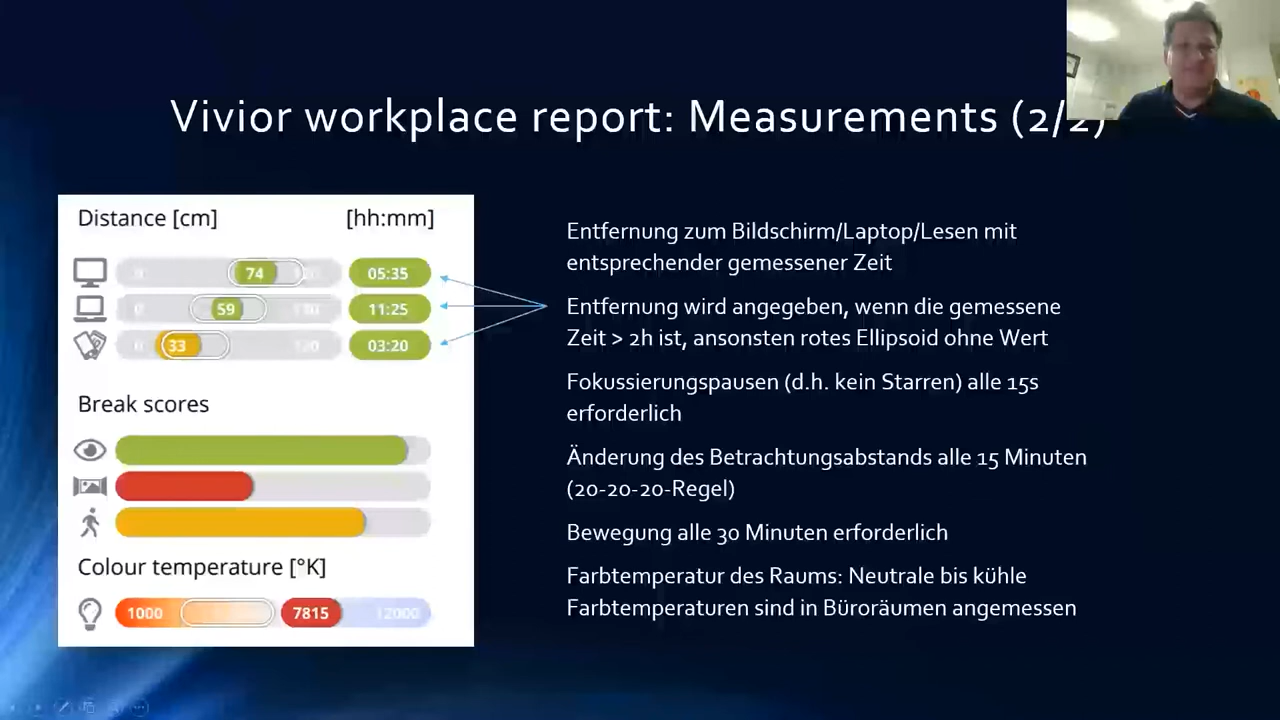 Vivior workplace report: Measurements (2/2)
Distance [cm] [hh:mm]
0 74 05:35
0 59 11:25
0 33 120 03:20
Break scores
Colour temperature [°K]
1000 7815 12000
Entfernung zum Bildschirm/Laptop/Lesen mit
entsprechender gemessener Zeit
Entfernung wird angegeben, wenn die gemessene
Zeit > 2h ist, ansonsten rotes Ellipsoid ohne Wert
Fokussierungspausen (d.h. kein Starren) alle 15s
erforderlich
Änderung des Betrachtungsabstands alle 15 Minuten
(20-20-20-Regel)
Bewegung alle 30 Minuten erforderlich
Farbtemperatur des Raums: Neutrale bis kühle
Farbtemperaturen sind in Büroräumen angemessen